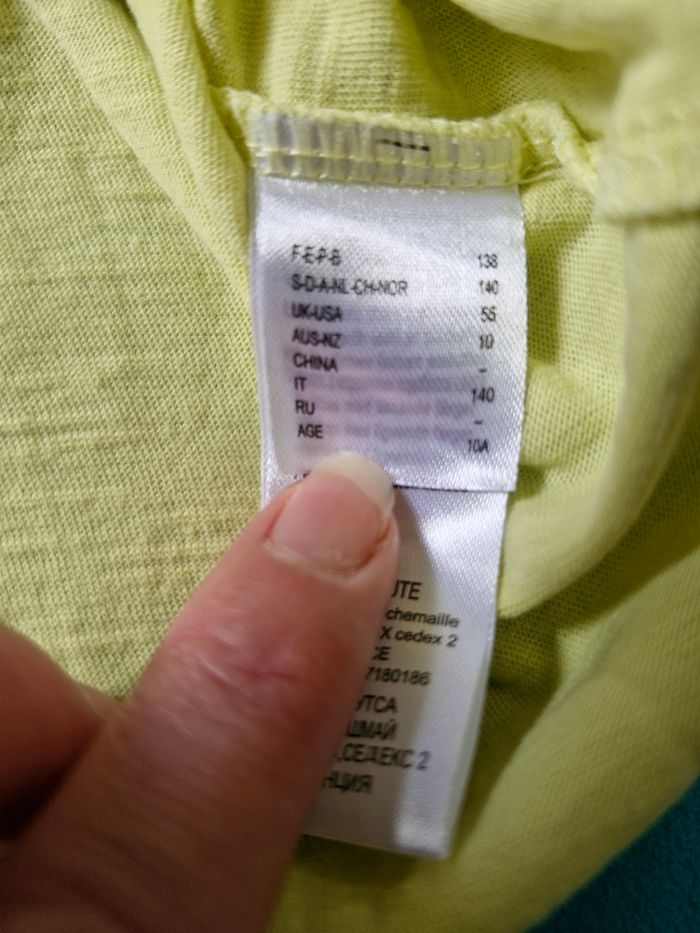 F-E-P-B 138
S-D-A-NL-CH-NOR 140
UK-USA 55
AUS-NZ 10
CHINA -
IT 140
RU -
AGE 10A
UTE
chemaille
X cedex 2
CE
7180186
УТСА
ШМАЙ
,СЕДЕКС 2
НЦИЯ